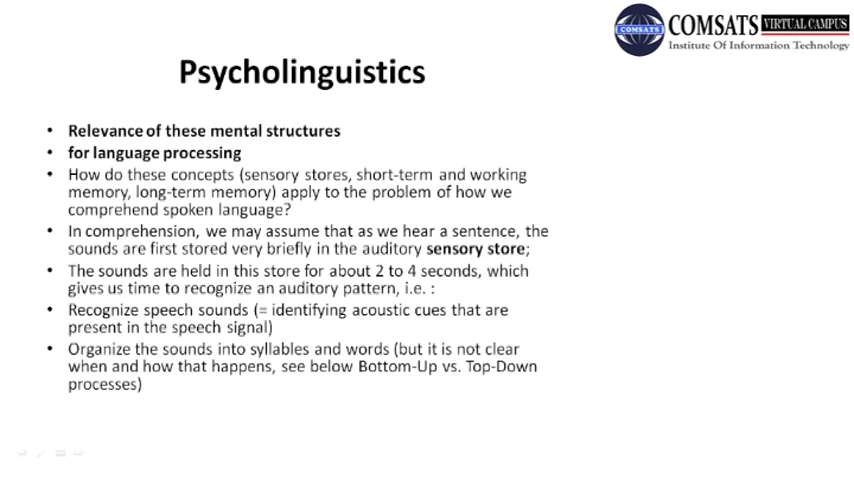 COMSATS
COMSATS VIRTUAL CAMPUS
Institute Of Information Technology
Psycholinguistics
• Relevance of these mental structures
• for language processing
• How do these concepts (sensory stores, short-term and working
memory, long-term memory) apply to the problem of how we
comprehend spoken language?
• In comprehension, we may assume that as we hear a sentence, the
sounds are first stored very briefly in the auditory sensory store;
• The sounds are held in this store for about 2 to 4 seconds, which
gives us time to recognize an auditory pattern, i.e. :
• Recognize speech sounds (= identifying acoustic cues that are
present in the speech signal)
• Organize the sounds into syllables and words (but it is not clear
when and how that happens, see below Bottom-Up vs. Top-Down
processes)